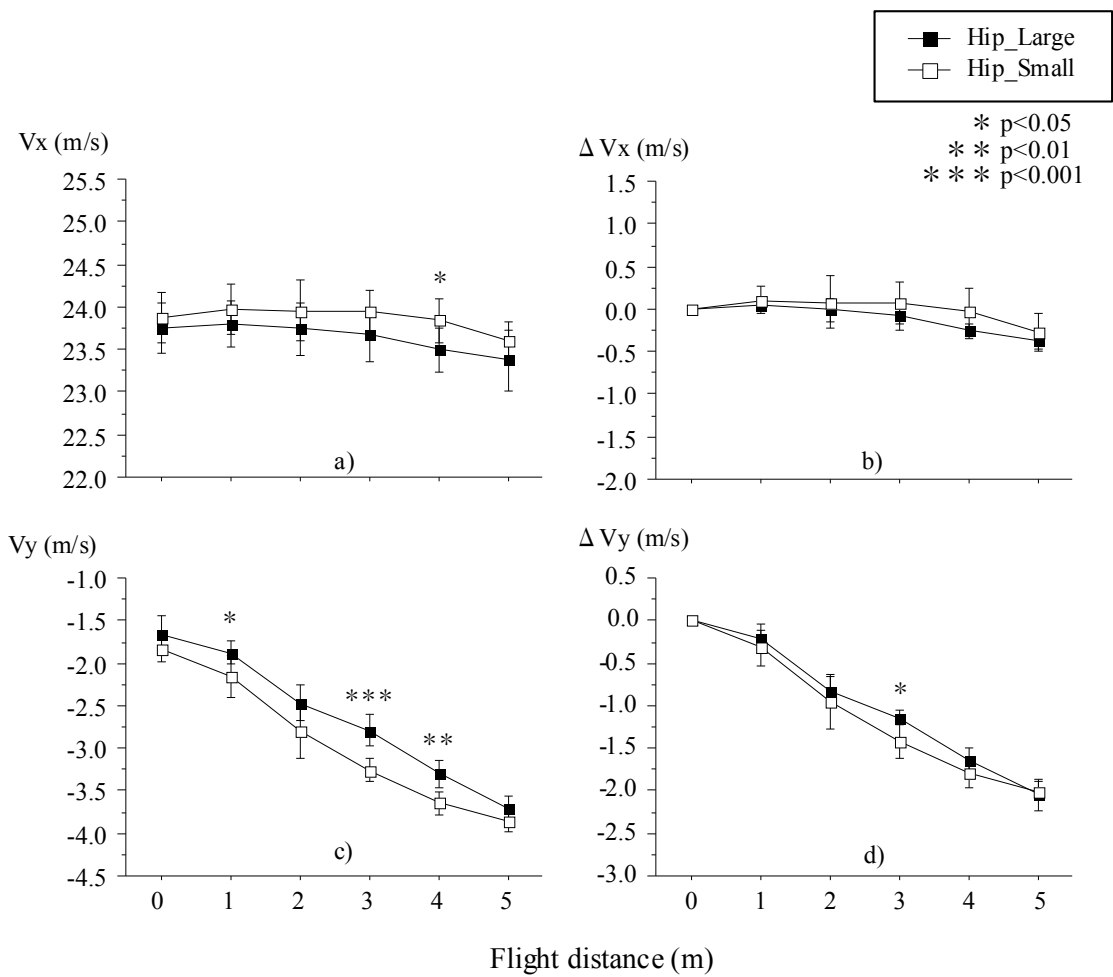 Hip_Large
Hip_Small
* p<0.05
** p<0.01
*** p<0.001
Vx (m/s)
25.5
25.0
24.5
24.0
23.5
23.0
22.5
22.0
*
a)
Δ Vx (m/s)
1.5
1.0
0.5
0.0
-0.5
-1.0
-1.5
-2.0
b)
Vy (m/s)
-1.0
-1.5
-2.0
-2.5
-3.0
-3.5
-4.0
-4.5
*
***
**
c)
0 1 2 3 4 5
Δ Vy (m/s)
0.5
0.0
-0.5
-1.0
-1.5
-2.0
-2.5
-3.0
*
d)
0 1 2 3 4 5
Flight distance (m)